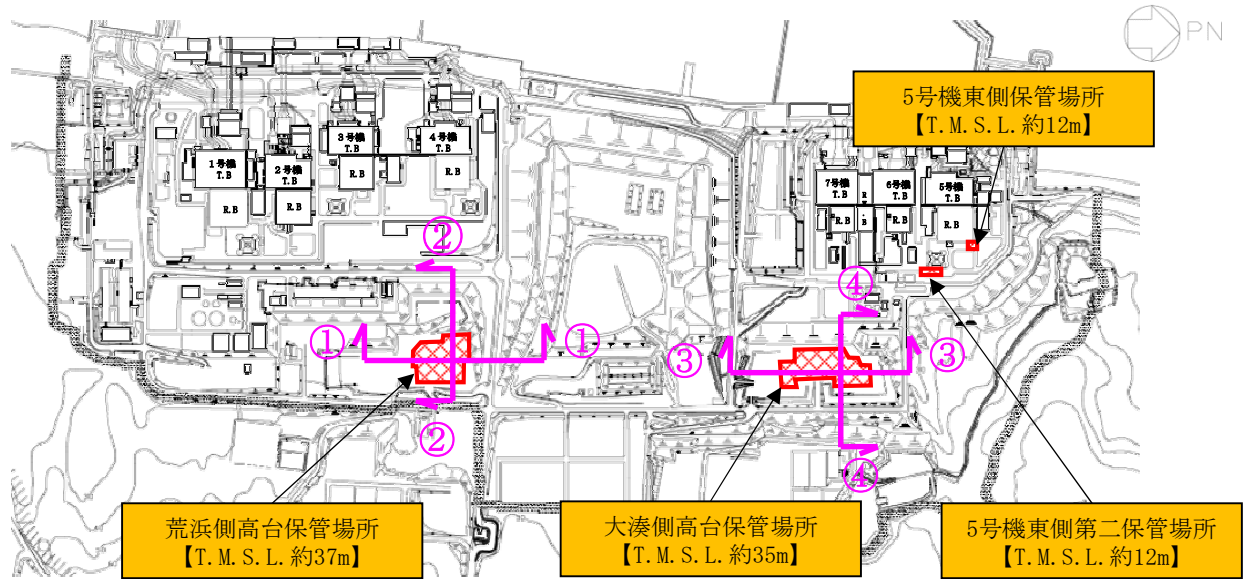 PN
5号機東側保管場所
【T.M.S.L.約12m】
1号機
T.B
2号機
T.B
3号機
T.B
4号機
T.B
R.B
R.B
R.B
R.B
7号機
T.B
6号機
T.B
5号機
T.B
R.B
R.B
R.B
②
④
①
①
③
③
②
④
荒浜側高台保管場所
【T.M.S.L.約37m】
大湊側高台保管場所
【T.M.S.L.約35m】
5号機東側第二保管場所
【T.M.S.L.約12m】